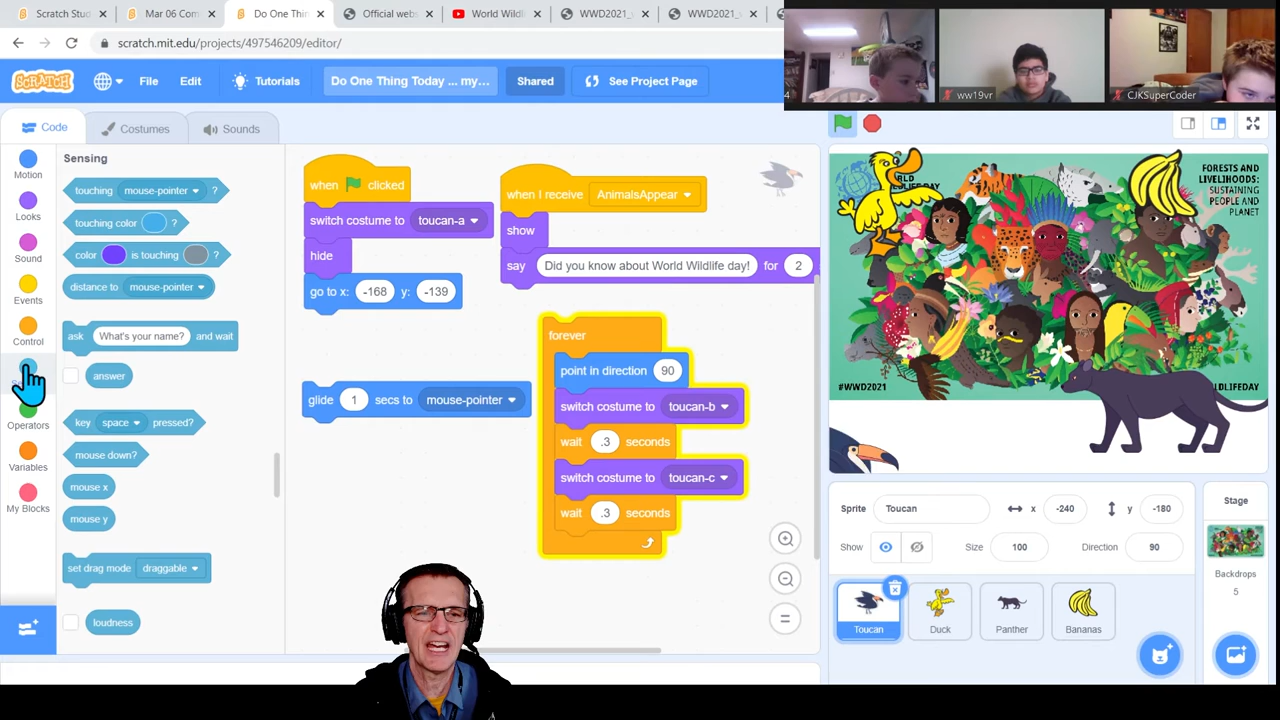 Scratch Stu
Mar 06 Com
Do One Thin
Official web
World Wildl
WWD2021_
WWD2021_
scratch.mit.edu/projects/497546209/editor/
SCRATCH
File
Edit
Tutorials
Do One Thing Today ... my...
Shared
See Project Page
4
ww19vr
CJKSuperCoder
Code
Costumes
Sounds
Motion
Looks
Sound
Events
Control
Operators
Variables
My Blocks
Sensing
touching mouse-pointer ?
touching color ?
color is touching ?
distance to mouse-pointer
ask What's your name? and wait
answer
key space pressed?
mouse down?
mouse x
mouse y
set drag mode draggable
loudness
when clicked
switch costume to toucan-a
hide
go to x: -168 y: -139
glide 1 secs to mouse-pointer
when I receive AnimalsAppear
show
say Did you know about World Wildlife day! for 2
forever
point in direction 90
switch costume to toucan-b
wait .3 seconds
switch costume to toucan-c
wait .3 seconds
FORESTS AND
LIVELIHOODS:
SUSTAINING
PEOPLE AND
PLANET
#WWD2021
Sprite Toucan x -240 y -180
Show Size 100 Direction 90
Toucan
Duck
Panther
Bananas
Stage
Backdrops
5